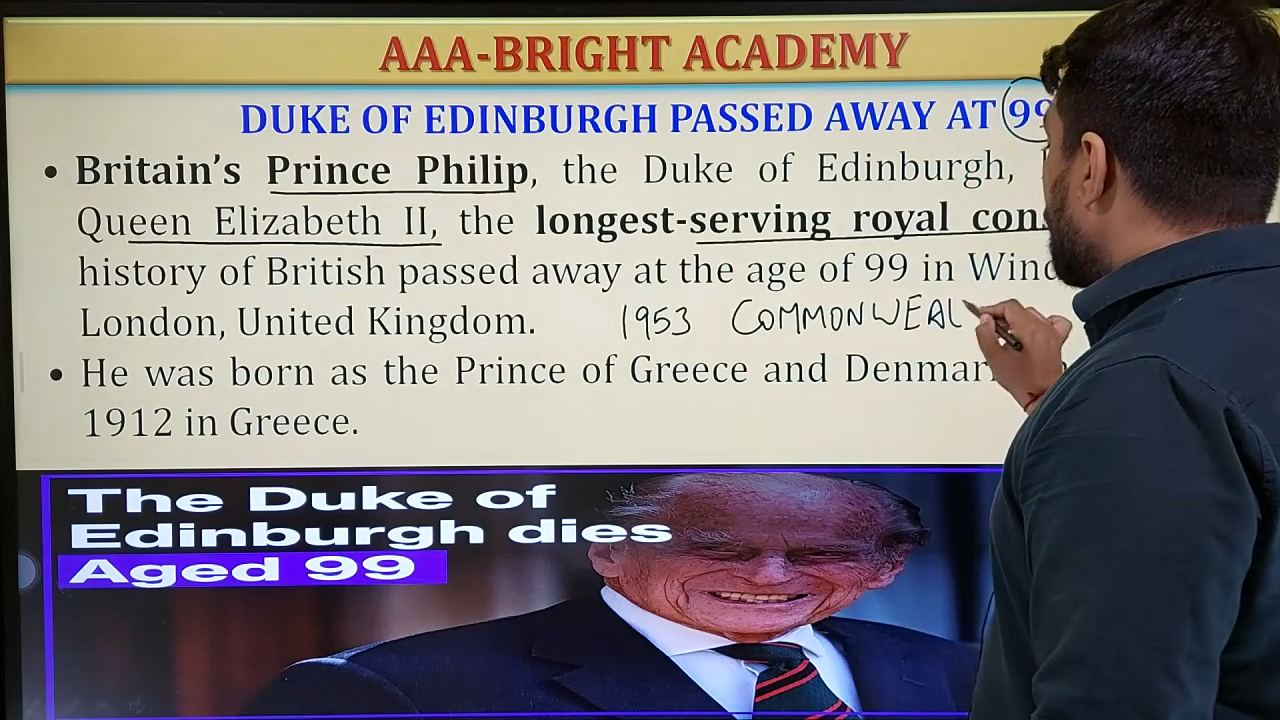 AAA-BRIGHT ACADEMY
DUKE OF EDINBURGH PASSED AWAY AT 99
• Britain’s Prince Philip, the Duke of Edinburgh,
Queen Elizabeth II, the longest-serving royal
history of British passed away at the age of 99 in
London, United Kingdom. 1953 COMMONWEAL
• He was born as the Prince of Greece and
1912 in Greece.
The Duke of
Edinburgh dies
Aged 99